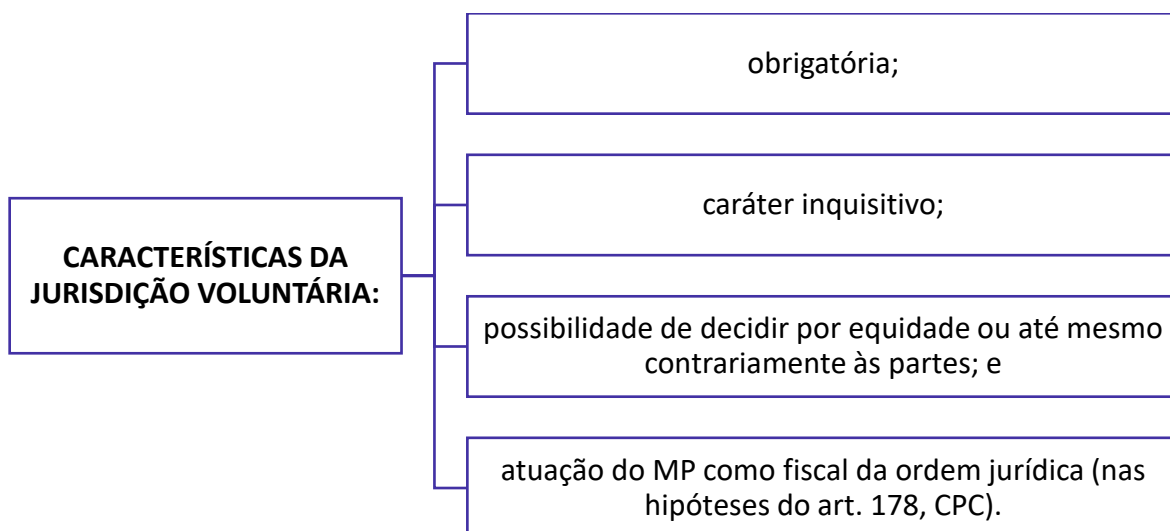 CARACTERÍSTICAS DA
JURISDIÇÃO VOLUNTÁRIA:
obrigatória;
caráter inquisitivo;
possibilidade de decidir por equidade ou até mesmo
contrariamente às partes; e
atuação do MP como fiscal da ordem jurídica (nas
hipóteses do art. 178, CPC).